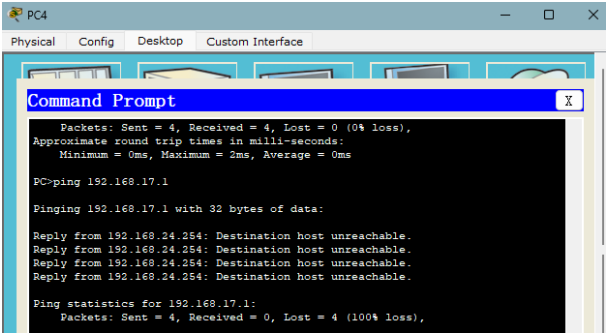 PC4
Physical Config Desktop Custom Interface
Command Prompt
X
Packets: Sent = 4, Received = 4, Lost = 0 (0% loss),
Approximate round trip times in milli-seconds:
Minimum = 0ms, Maximum = 2ms, Average = 0ms
PC>ping 192.168.17.1
Pinging 192.168.17.1 with 32 bytes of data:
Reply from 192.168.24.254: Destination host unreachable.
Reply from 192.168.24.254: Destination host unreachable.
Reply from 192.168.24.254: Destination host unreachable.
Reply from 192.168.24.254: Destination host unreachable.
Ping statistics for 192.168.17.1:
Packets: Sent = 4, Received = 0, Lost = 4 (100% loss),